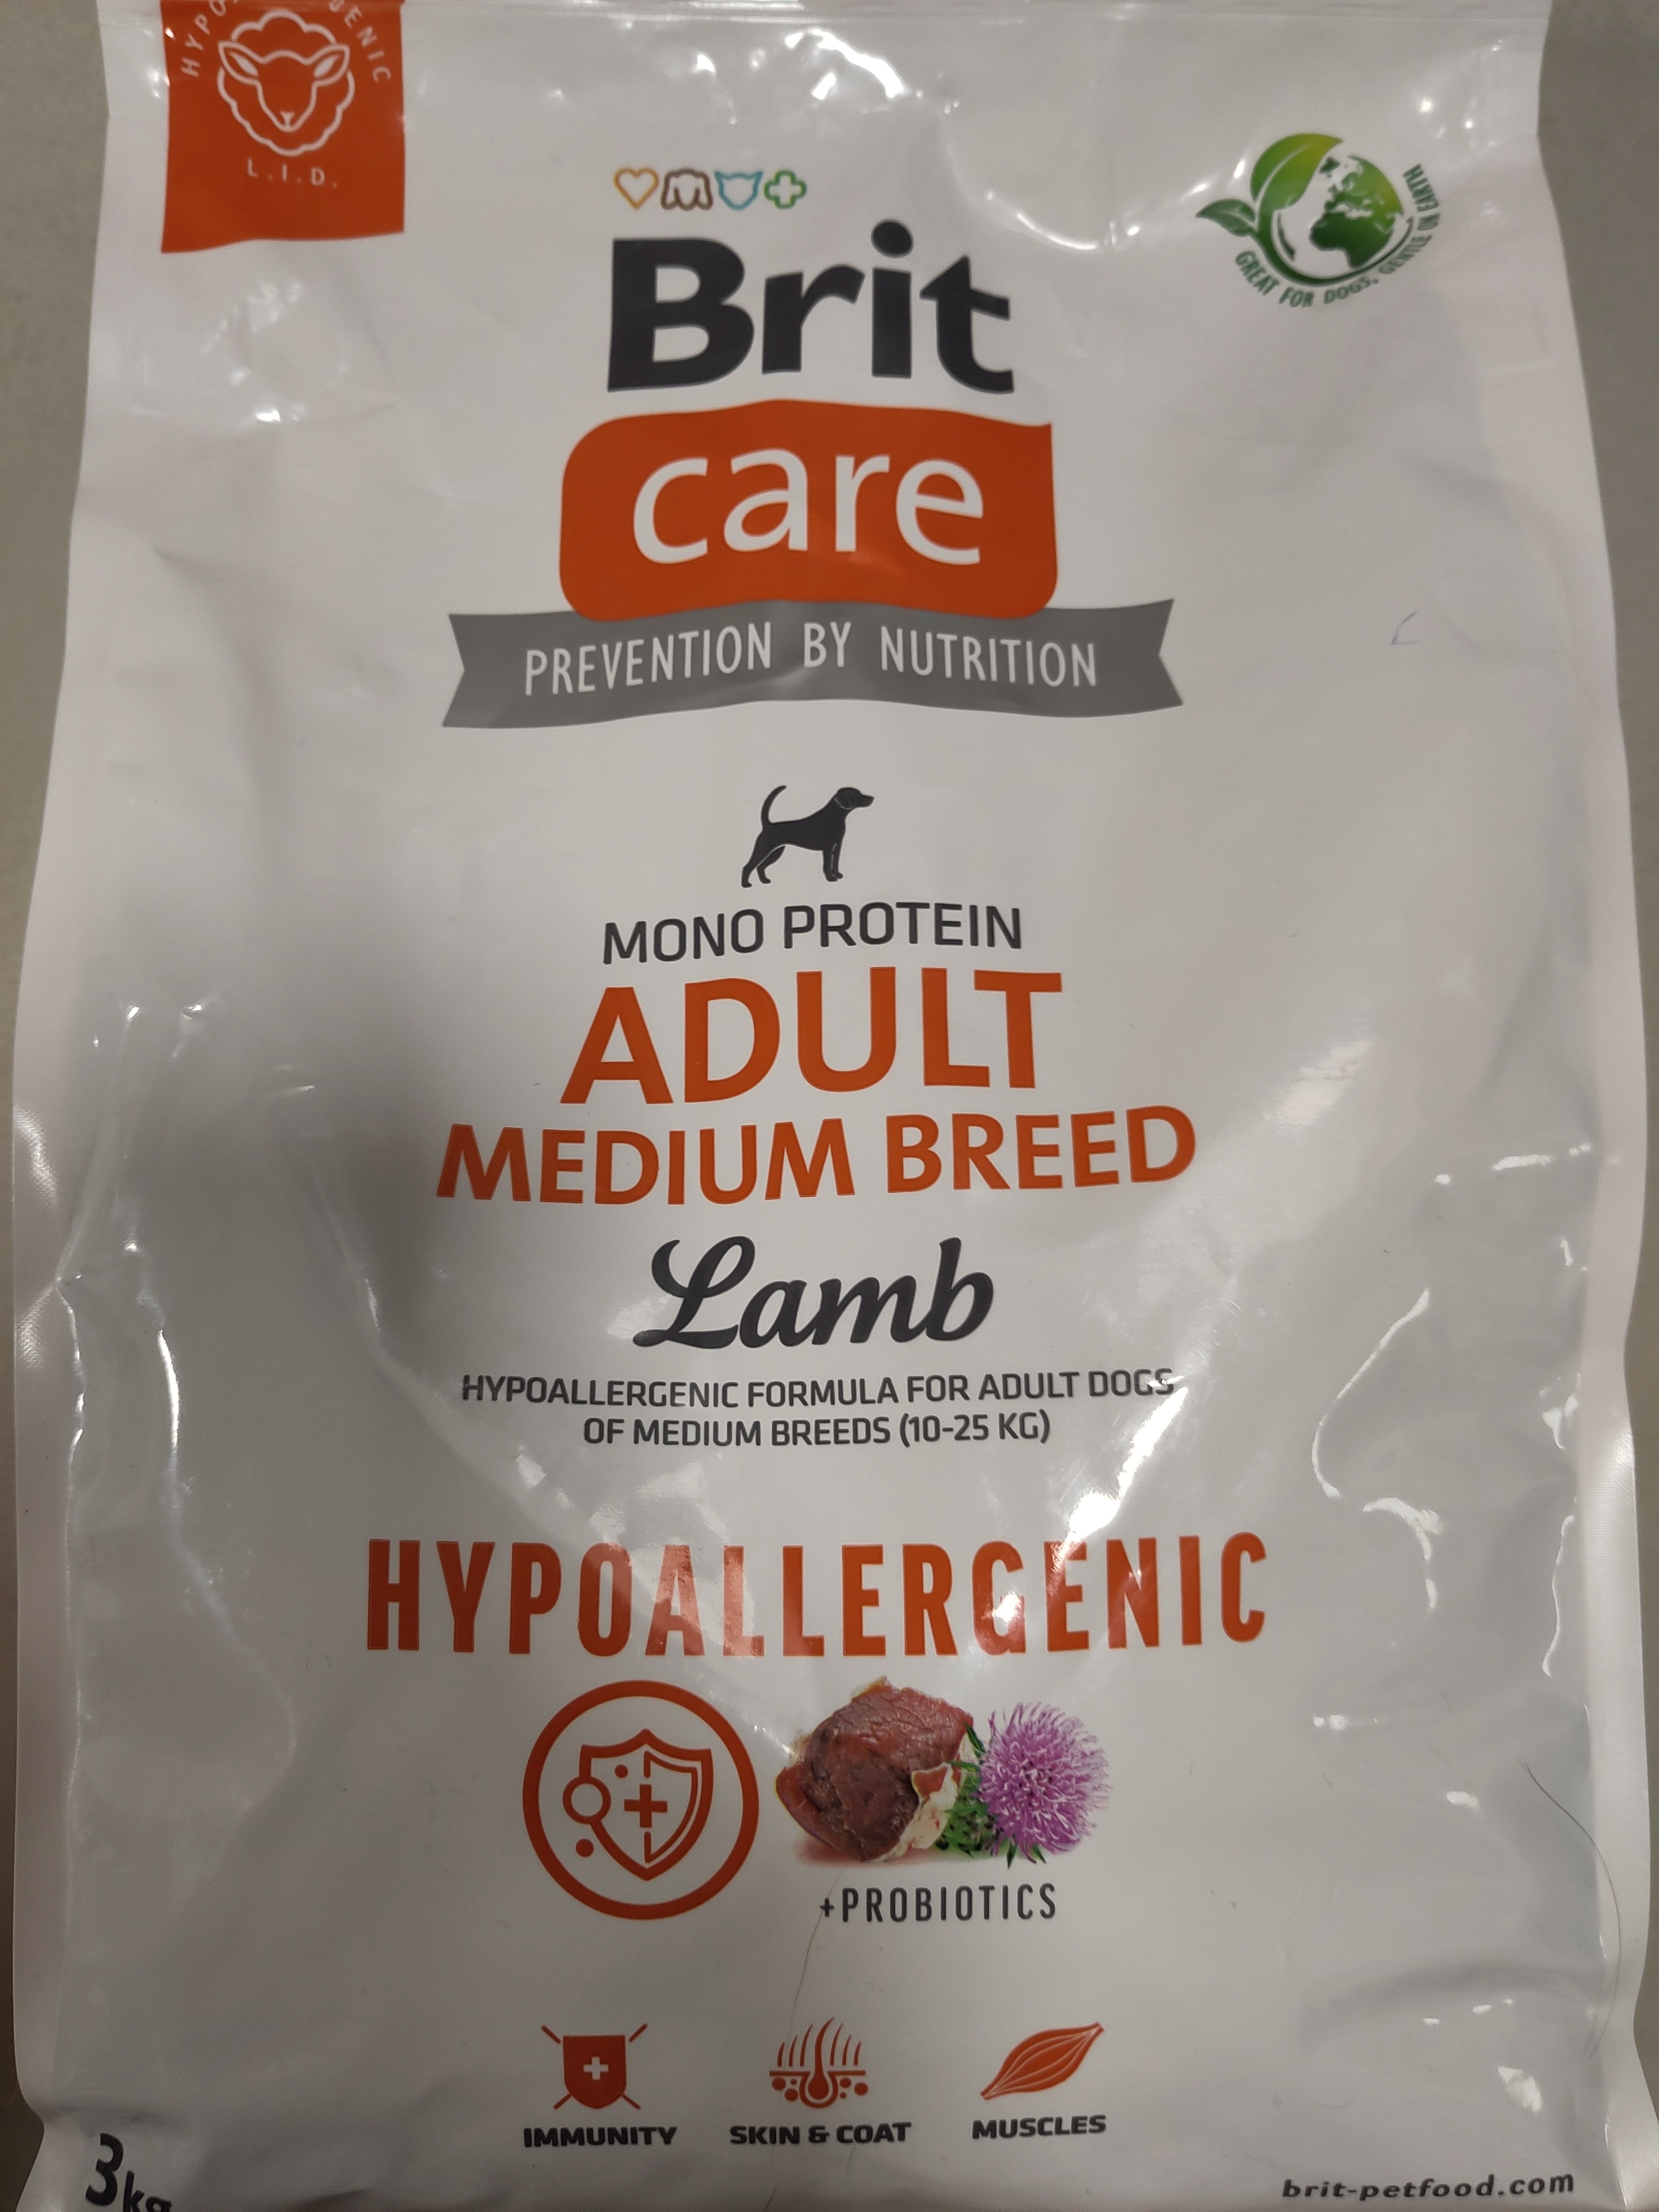 HYPOALLERGENIC
L.I.D.
GREAT FOR DOGS, GENTLE ON EARTH
Brit
care
PREVENTION BY NUTRITION
MONO PROTEIN
ADULT
MEDIUM BREED
Lamb
HYPOALLERGENIC FORMULA FOR ADULT DOGS
OF MEDIUM BREEDS (10-25 KG)
HYPOALLERGENIC
+PROBIOTICS
IMMUNITY
SKIN & COAT
MUSCLES
3kg
brit-petfood.com